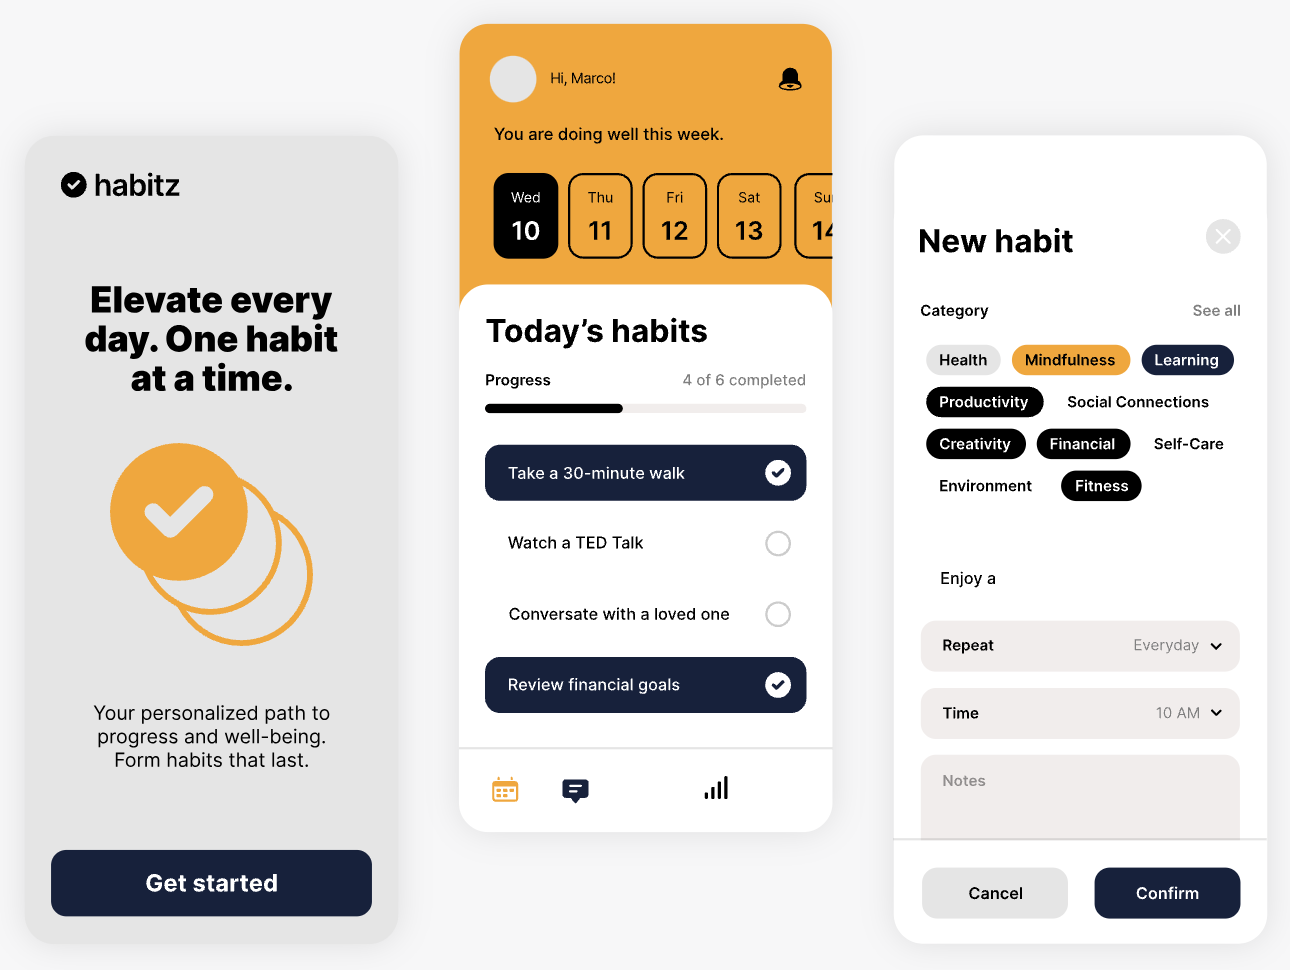 habitz
Elevate every
day. One habit
at a time.
Your personalized path to
progress and well-being.
Form habits that last.
Get started
Hi, Marco!
You are doing well this week.
Wed Thu Fri Sat Su
10 11 12 13 14
Today’s habits
Progress 4 of 6 completed
Take a 30-minute walk
Watch a TED Talk
Conversate with a loved one
Review financial goals
New habit
Category See all
Health Mindfulness Learning
Productivity Social Connections
Creativity Financial Self-Care
Environment Fitness
Enjoy a
Repeat Everyday
Time 10 AM
Notes
Cancel Confirm